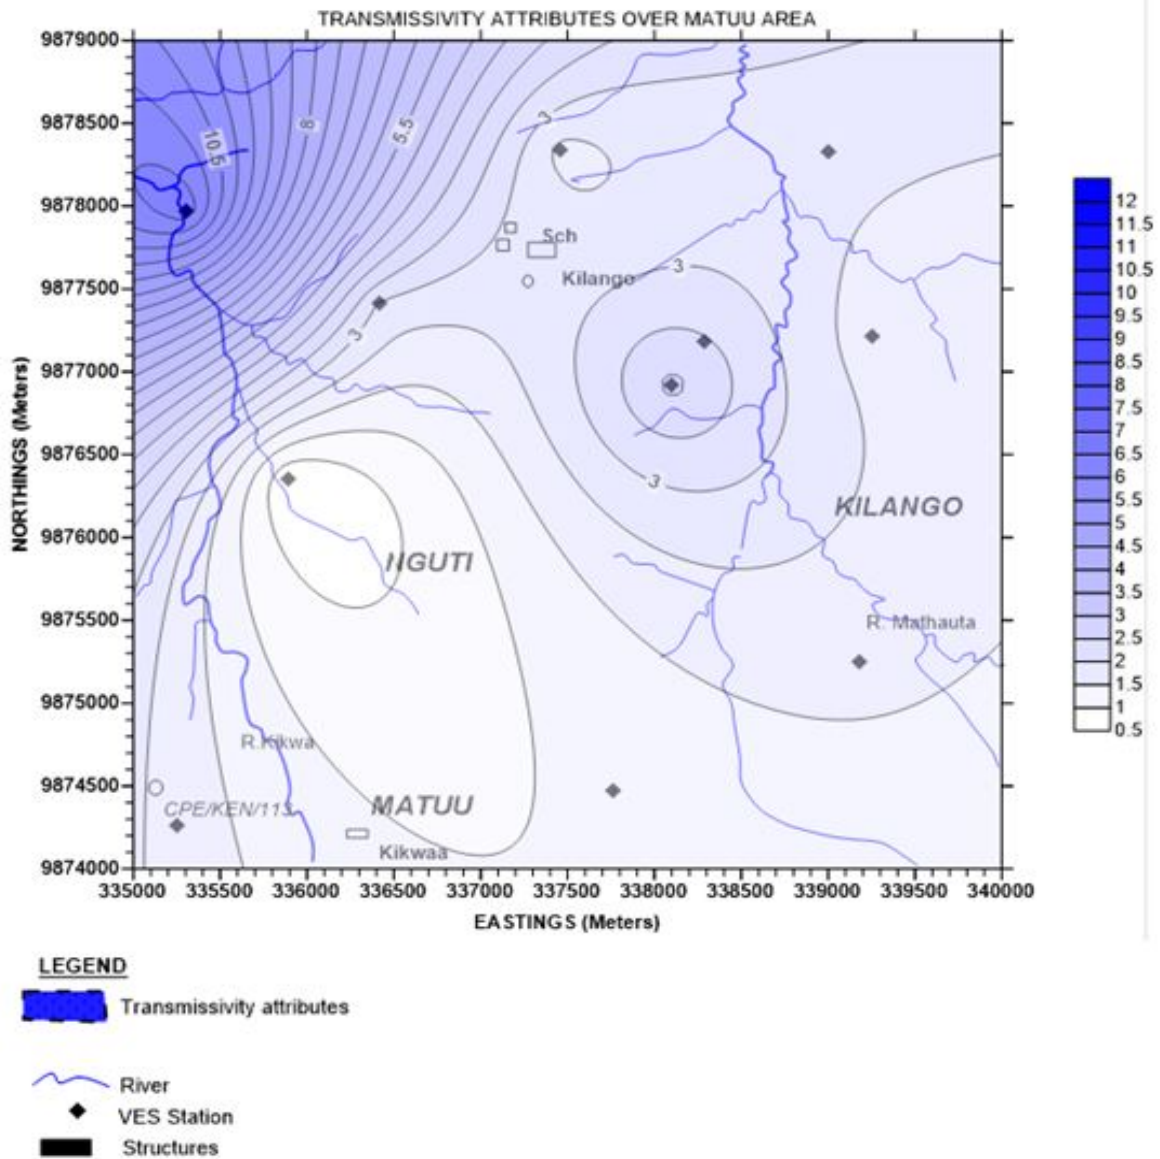 TRANSMISSIVITY ATTRIBUTES OVER MATUU AREA
9879000
9878500
9878000
9877500
9877000
9876500
9876000
9875500
9875000
9874500
9874000
NORTHINGS (Meters)
10.5
8
5.5
3
3
3
3
Sch
Kilango
KILANGO
NGUTI
R. Mathauta
R.Kikwa
CPE/KEN/113
MATUU
Kikwaa
335000 335500 336000 336500 337000 337500 338000 338500 339000 339500 340000
EASTINGS (Meters)
12
11.5
11
10.5
10
9.5
9
8.5
8
7.5
7
6.5
6
5.5
5
4.5
4
3.5
3
2.5
2
1.5
1
0.5
LEGEND
Transmissivity attributes
River
VES Station
Structures